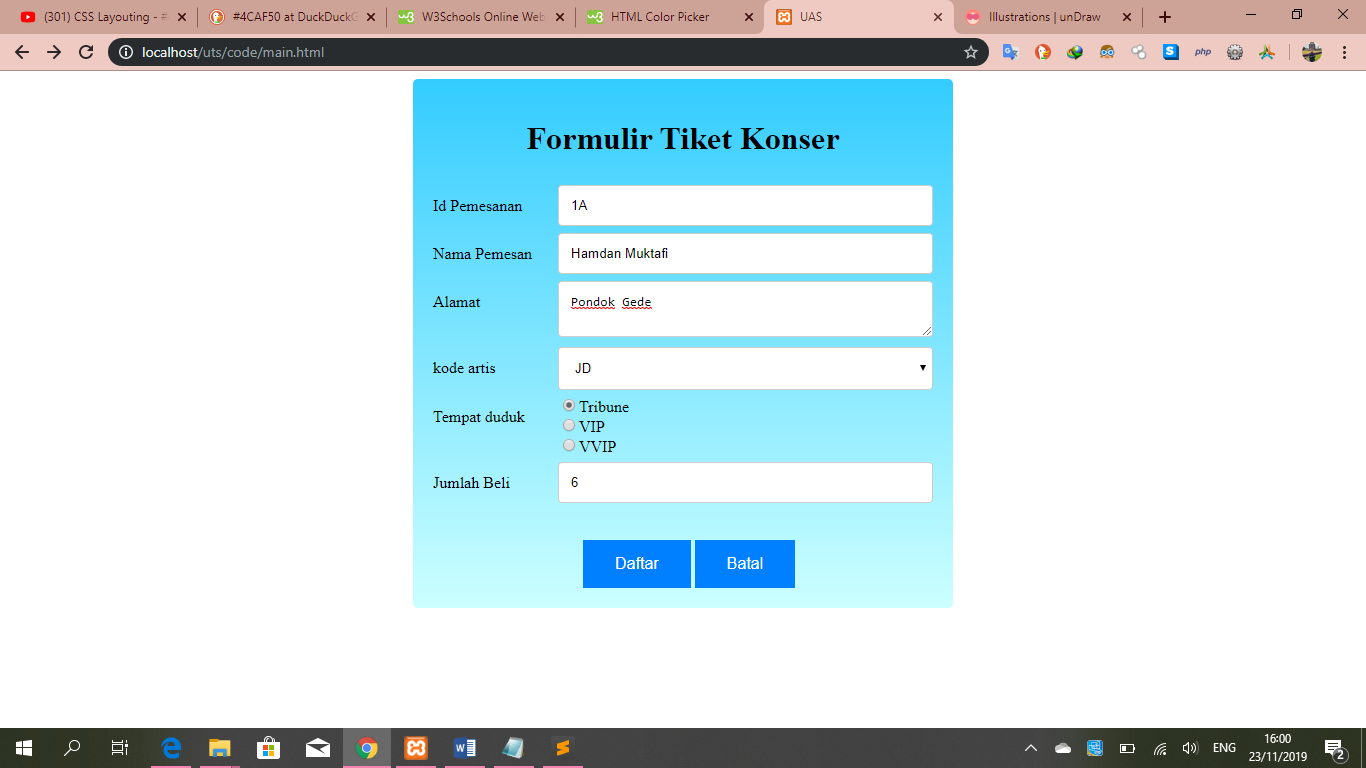 (301) CSS Layouting - #
#4CAF50 at DuckDuckG
W3Schools Online Web
HTML Color Picker
UAS
Illustrations | unDraw
localhost/uts/code/main.html
php
Formulir Tiket Konser
Id Pemesanan
1A
Nama Pemesan
Hamdan Muktafi
Alamat
Pondok Gede
kode artis
JD
Tempat duduk
Tribune
VIP
VVIP
Jumlah Beli
6
Daftar
Batal
ENG
16:00
23/11/2019
2